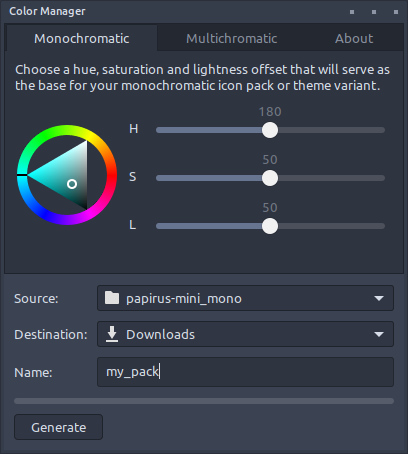 Color Manager
Monochromatic Multichromatic About
Choose a hue, saturation and lightness offset that will serve as
the base for your monochromatic icon pack or theme variant.
180
H
50
S
50
L
Source: papirus-mini_mono
Destination: Downloads
Name: my_pack
Generate